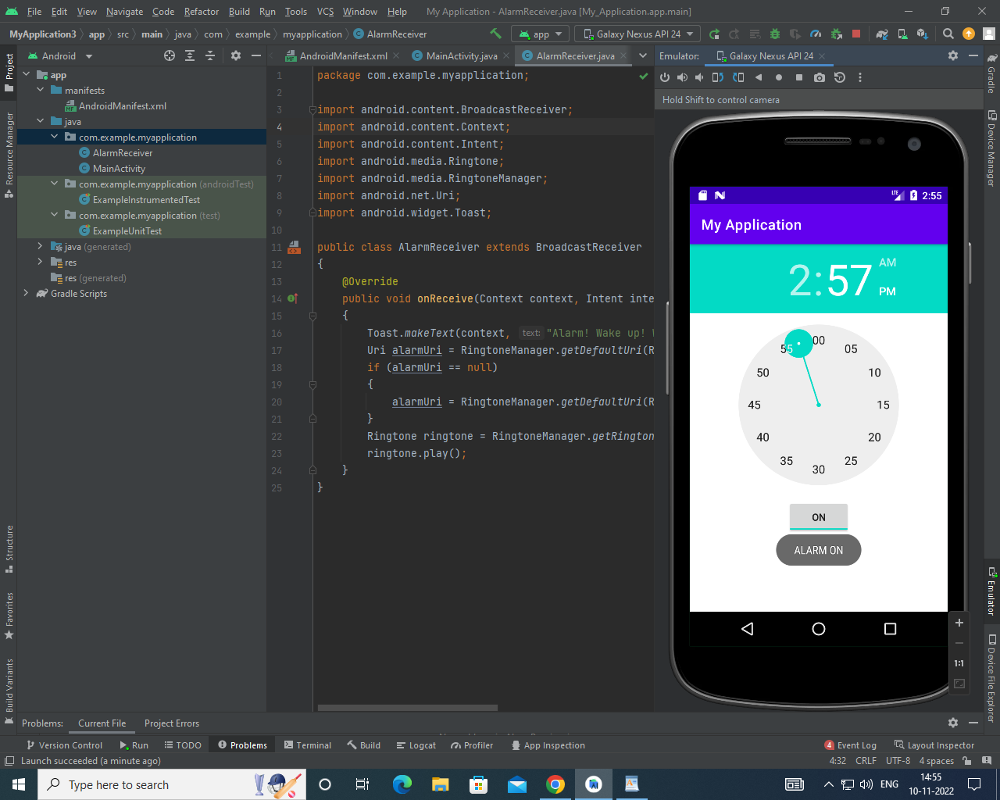 File Edit View Navigate Code Refactor Build Run Tools VCS Window Help My Application - AlarmReceiver.java [My_Application.app.main]
MyApplication3 app src main java com example myapplication AlarmReceiver app Galaxy Nexus API 24
Project
Resource Manager
Structure
Favorites
Build Variants
Android
app
manifests
AndroidManifest.xml
java
com.example.myapplication
AlarmReceiver
MainActivity
com.example.myapplication (androidTest)
ExampleInstrumentedTest
com.example.myapplication (test)
ExampleUnitTest
java (generated)
res
res (generated)
Gradle Scripts
AndroidManifest.xml MainActivity.java AlarmReceiver.java
1 package com.example.myapplication;
2
3 import android.content.BroadcastReceiver;
4 import android.content.Context;
5 import android.content.Intent;
6 import android.media.Ringtone;
7 import android.media.RingtoneManager;
8 import android.net.Uri;
9 import android.widget.Toast;
10
11 public class AlarmReceiver extends BroadcastReceiver
12 {
13 @Override
14 public void onReceive(Context context, Intent inte
15 {
16 Toast.makeText(context, text: "Alarm! Wake up! W
17 Uri alarmUri = RingtoneManager.getDefaultUri(R
18 if (alarmUri == null)
19 {
20 alarmUri = RingtoneManager.getDefaultUri(R
21 }
22 Ringtone ringtone = RingtoneManager.getRington
23 ringtone.play();
24 }
25 }
Emulator: Galaxy Nexus API 24
Hold Shift to control camera
LTE 2:55
My Application
2:57 AM
PM
00
05
10
15
20
25
30
35
40
45
50
55
ON
ALARM ON
1:1
Gradle
Device Manager
Emulator
Device File Explorer
Problems: Current File Project Errors
Version Control Run TODO Problems Terminal Build Logcat Profiler App Inspection 4 Event Log Layout Inspector
Launch succeeded (a minute ago) 4:32 CRLF UTF-8 4 spaces
Type here to search ENG 14:55
10-11-2022